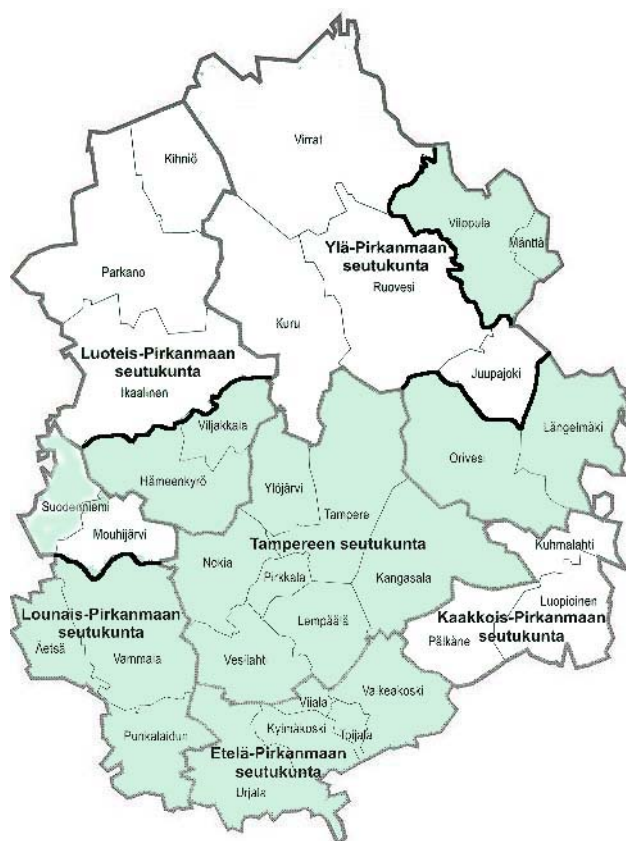 Virrat
Kihniö
Vilppula
Mänttä
Ylä-Pirkanmaan
seutukunta
Ruovesi
Parkano
Kuru
Luoteis-Pirkanmaan
seutukunta
Ikaalinen
Juupajoki
Viljakkala
Längelmäki
Orivesi
Hämeenkyrö
Ylöjärvi
Suodenniemi
Tampere
Mouhijärvi
Kuhmalahti
Tampereen seutukunta
Nokia
Pirkkala
Kangasala
Luopioinen
Lounais-Pirkanmaan
seutukunta
Lempäälä
Kaakkois-Pirkanmaan
seutukunta
Pälkäne
Äetsä
Vammala
Vesilahti
Viiala
Valkeakoski
Kylmäkoski
Toijala
Punkalaidun
Etelä-Pirkanmaan
seutukunta
Urjala